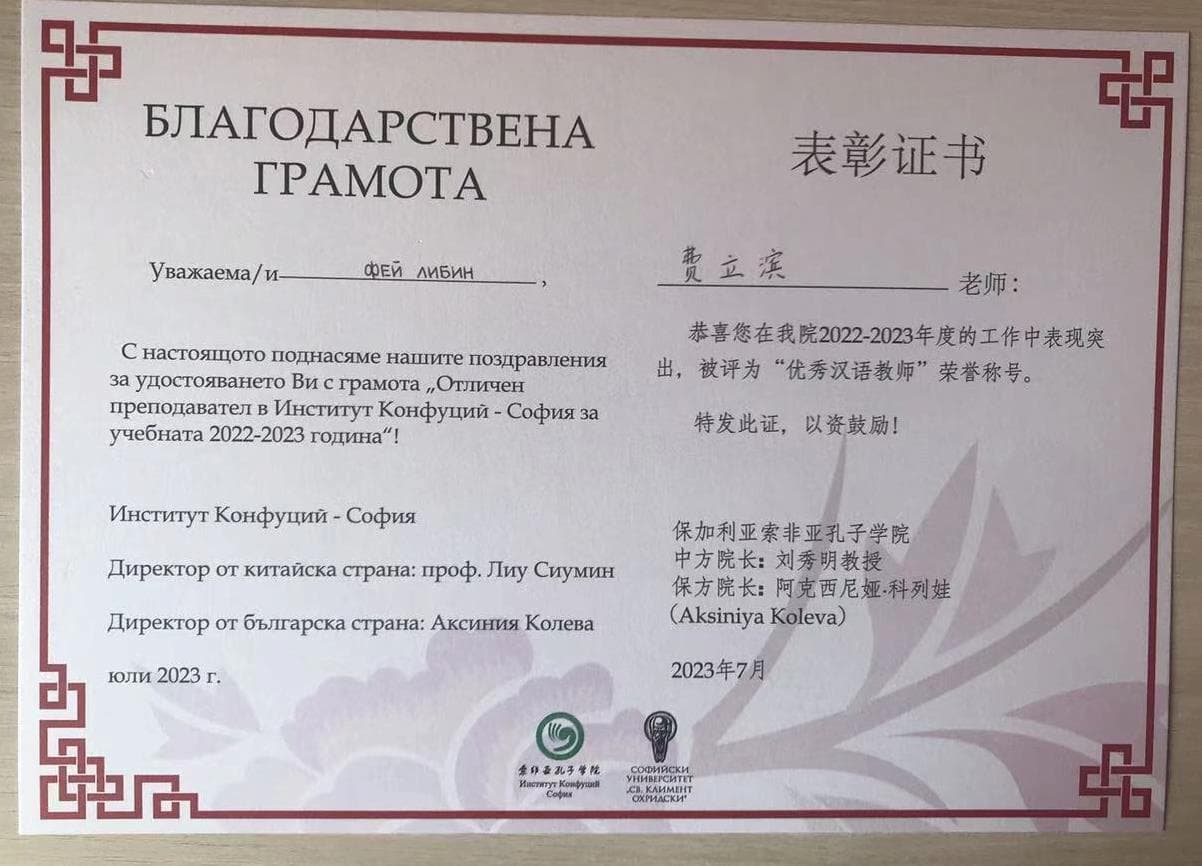 БЛАГОДАРСТВЕНА
ГРАМОТА
Уважаема/и ФЕЙ ЛИБИН,
С настоящото поднасяме нашите поздравления
за удостояването Ви с грамота „Отличен
преподавател в Институт Конфуций - София за
учебната 2022-2023 година“!
Институт Конфуций - София
Директор от китайска страна: проф. Лиу Сиумин
Директор от българска страна: Аксиния Колева
юли 2023 г.
表彰证书
费立滨 老师：
恭喜您在我院2022-2023年度的工作中表现突
出，被评为“优秀汉语教师”荣誉称号。
特发此证，以资鼓励！
保加利亚索非亚孔子学院
中方院长：刘秀明教授
保方院长：阿克西尼娅·科列娃
（Aksiniya Koleva）
2023年7月
索非亚孔子学院
Институт Конфуций
София
СОФИЙСКИ
УНИВЕРСИТЕТ
„СВ. КЛИМЕНТ
ОХРИДСКИ“